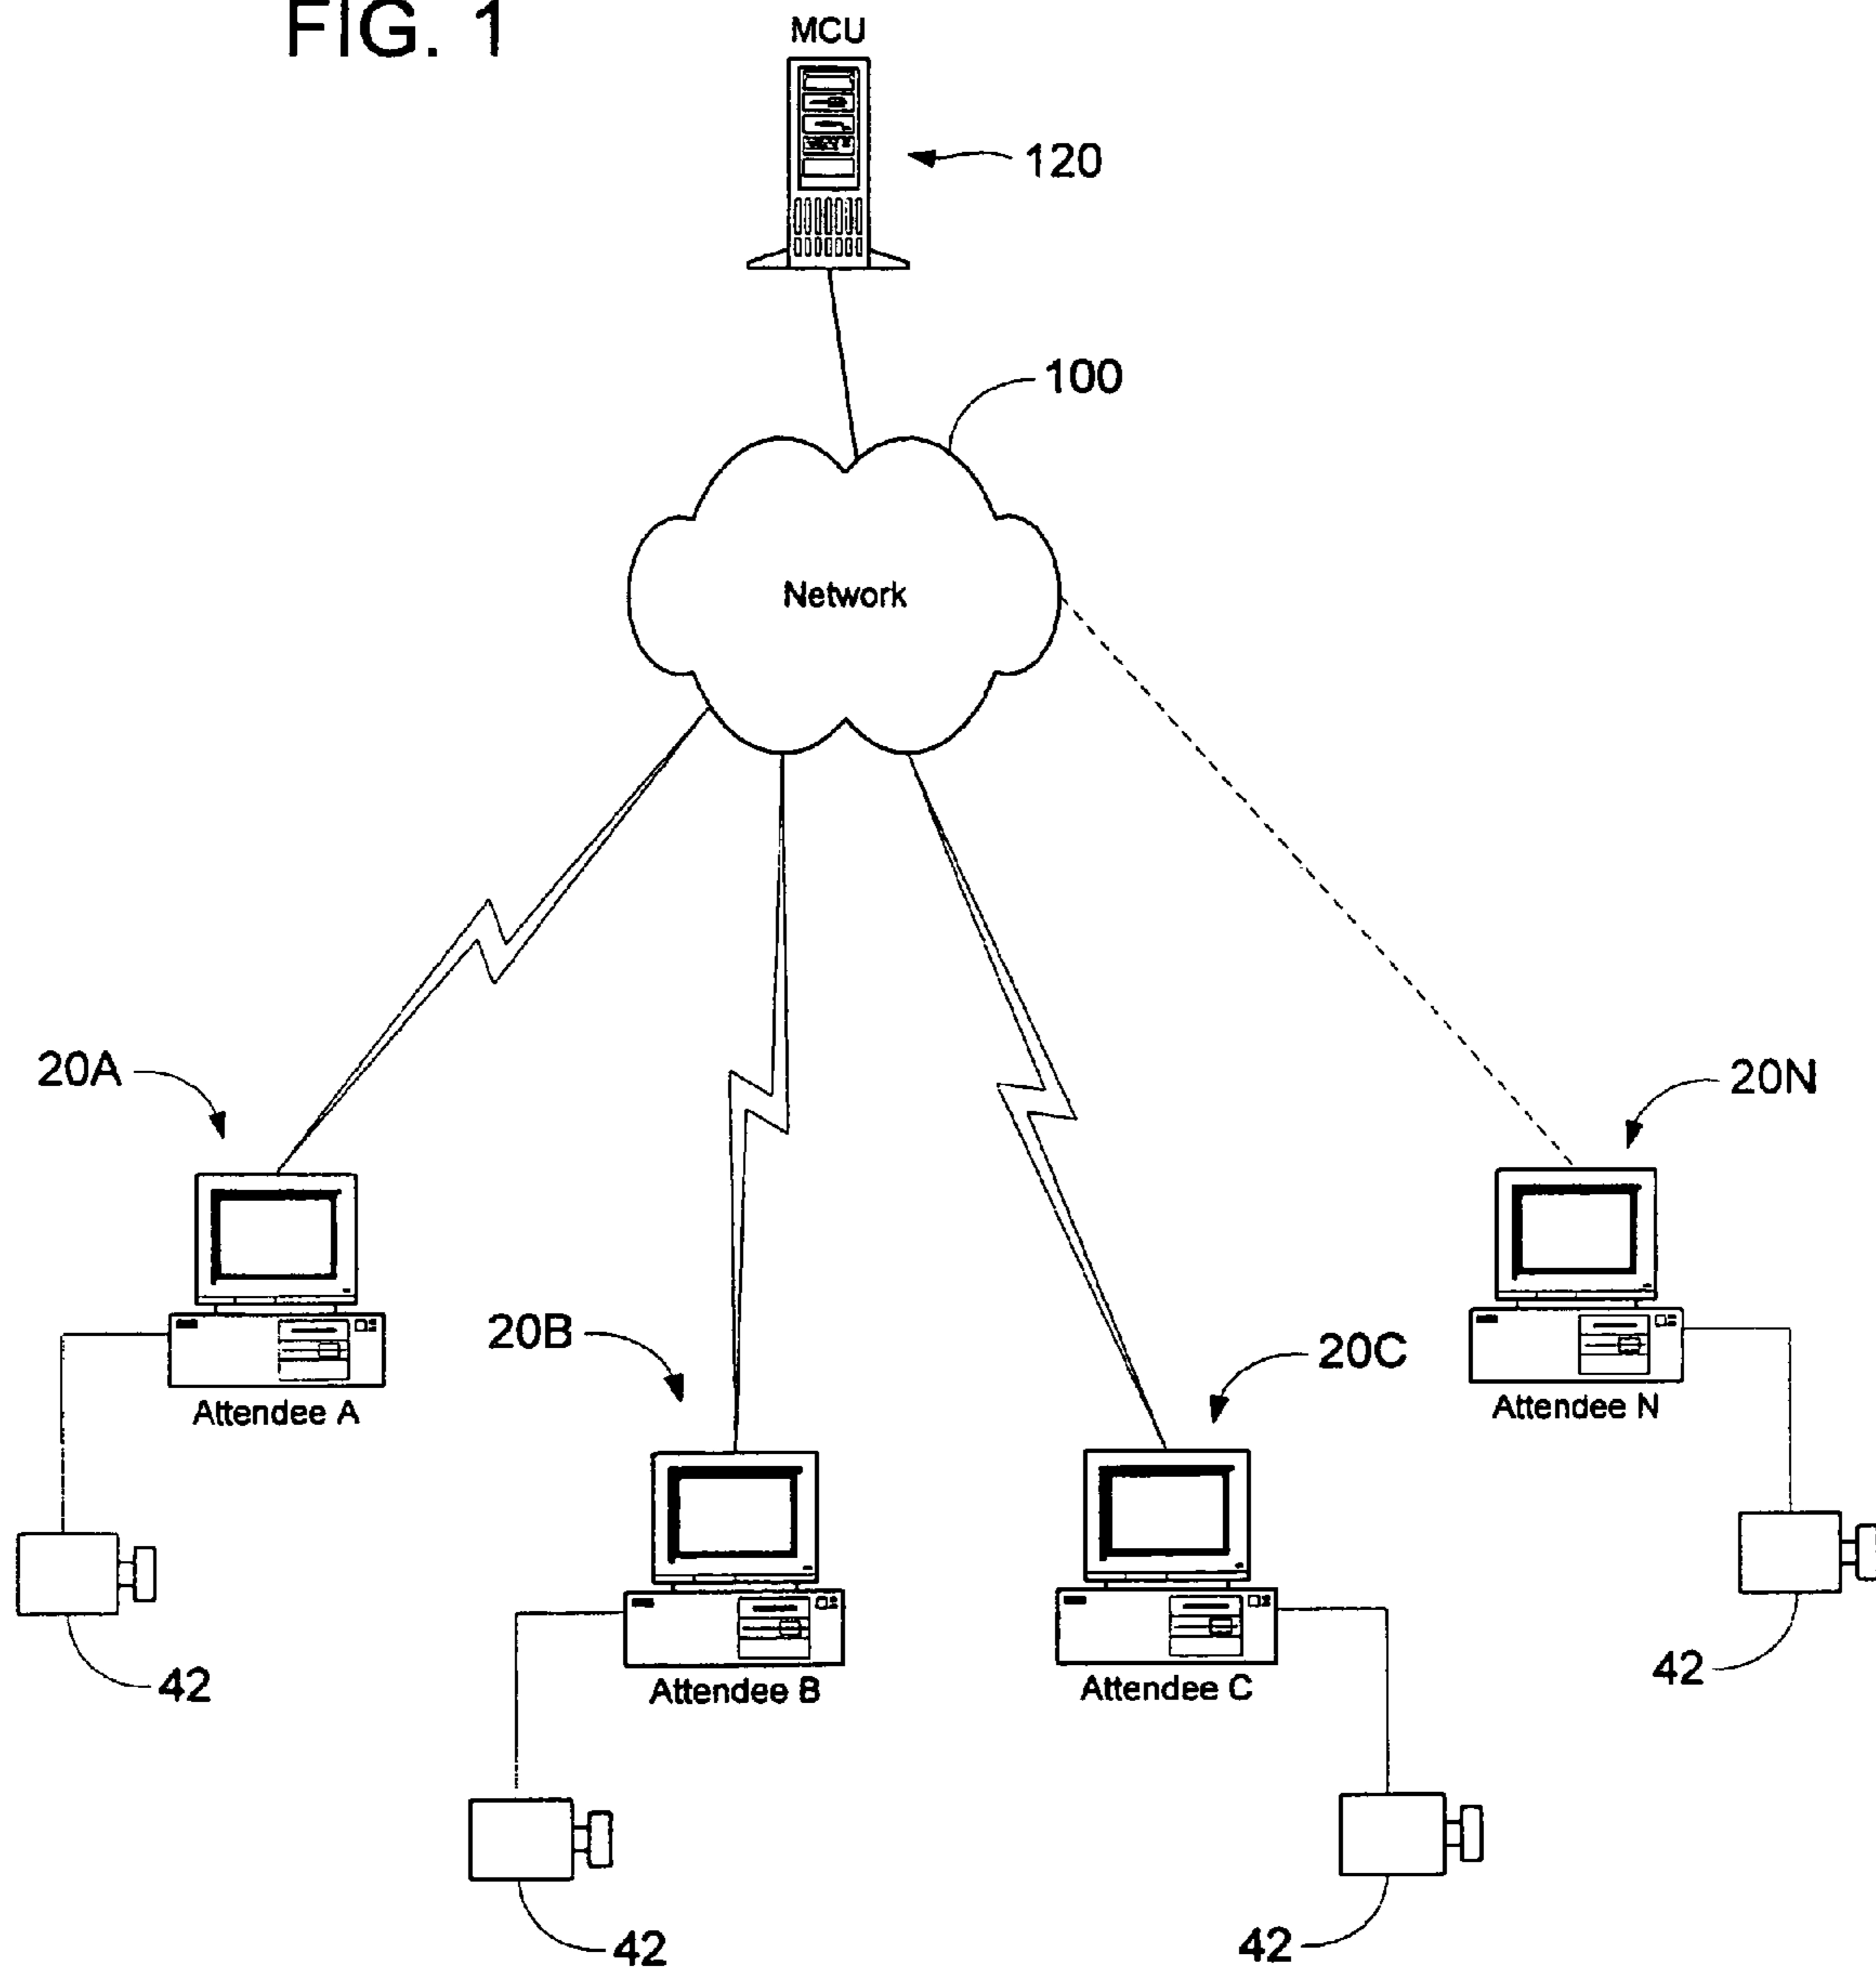 FIG. 1
MCU
120
100
Network
20A
20N
20B
20C
Attendee A
Attendee N
42
Attendee B
Attendee C
42
42
42